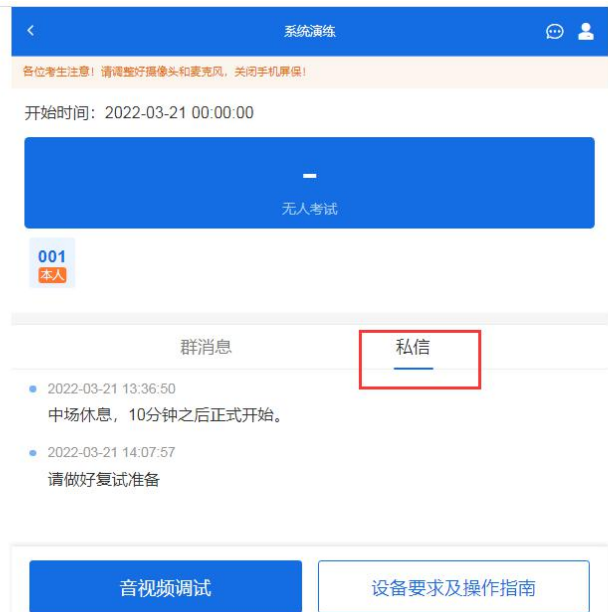 系统演练
各位考生注意！请调整好摄像头和麦克风，关闭手机屏保！
开始时间：2022-03-21 00:00:00
-
无人考试
001
本人
群消息 私信
2022-03-21 13:36:50
中场休息，10分钟之后正式开始。
2022-03-21 14:07:57
请做好复试准备
音视频调试 设备要求及操作指南